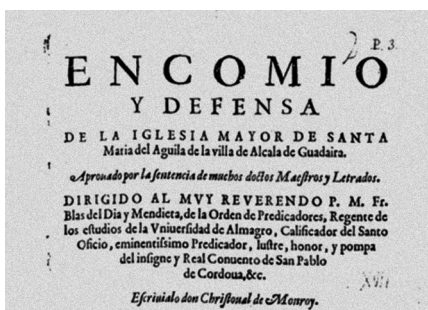 P. 3.
ENCOMIO
Y DEFENSA
DE LA IGLESIA MAYOR DE SANTA
Maria del Aguila de la villa de Alcala de Guadaira.
Aprouado por la sentencia de muchos doctos Maestros y Letrados.
DIRIGIDO AL MVY REVERENDO P. M. Fr.
Blas del Dia y Mendieta, de la Orden de Predicadores, Regente de
los estudios de la Vniuersidad de Almagro, Calificador del Santo
Oficio, eminentissimo Predicador, lustre, honor, y pompa
del insigne y Real Conuento de San Pablo
de Cordoua, &c.
Escriuialo don Christoual de Monroy.